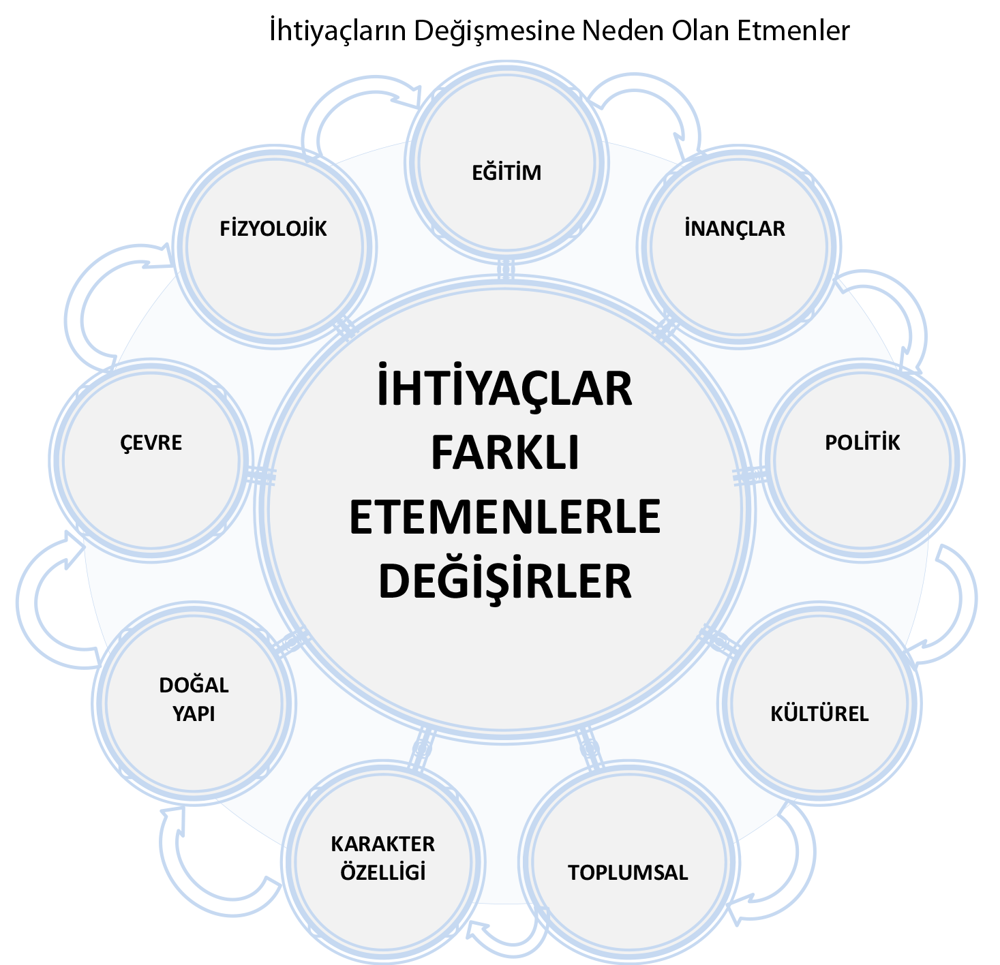 İhtiyaçların Değişmesine Neden Olan Etmenler
EĞİTİM
FİZYOLOJİK
İNANÇLAR
İHTİYAÇLAR
FARKLI
ETEMENLERLE
DEĞİŞİRLER
ÇEVRE
POLİTİK
DOĞAL
YAPI
KÜLTÜREL
KARAKTER
ÖZELLİGİ
TOPLUMSAL